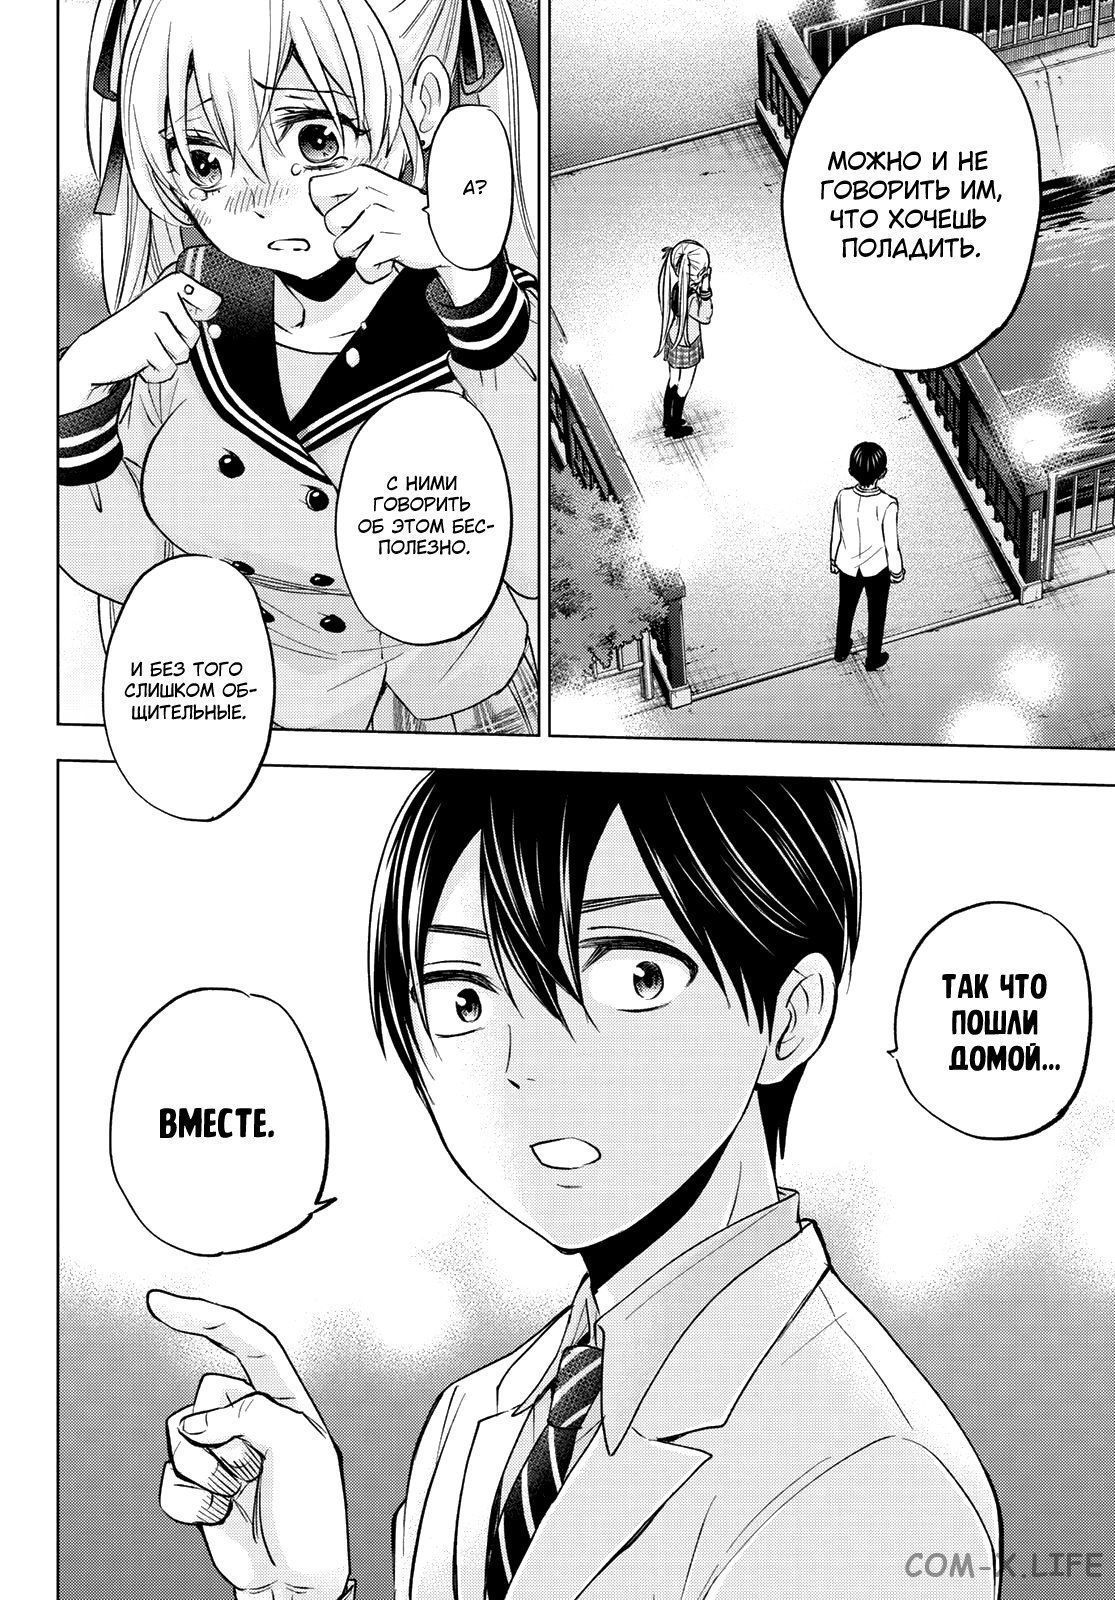 МОЖНО И НЕ
ГОВОРИТЬ ИМ,
ЧТО ХОЧЕШЬ
ПОЛАДИТЬ.
А?
С НИМИ
ГОВОРИТЬ
ОБ ЭТОМ БЕС-
ПОЛЕЗНО.
И БЕЗ ТОГО
СЛИШКОМ ОБ-
ЩИТЕЛЬНЫЕ.
ТАК ЧТО
ПОШЛИ
ДОМОЙ...
ВМЕСТЕ.
COM-X.LIFE